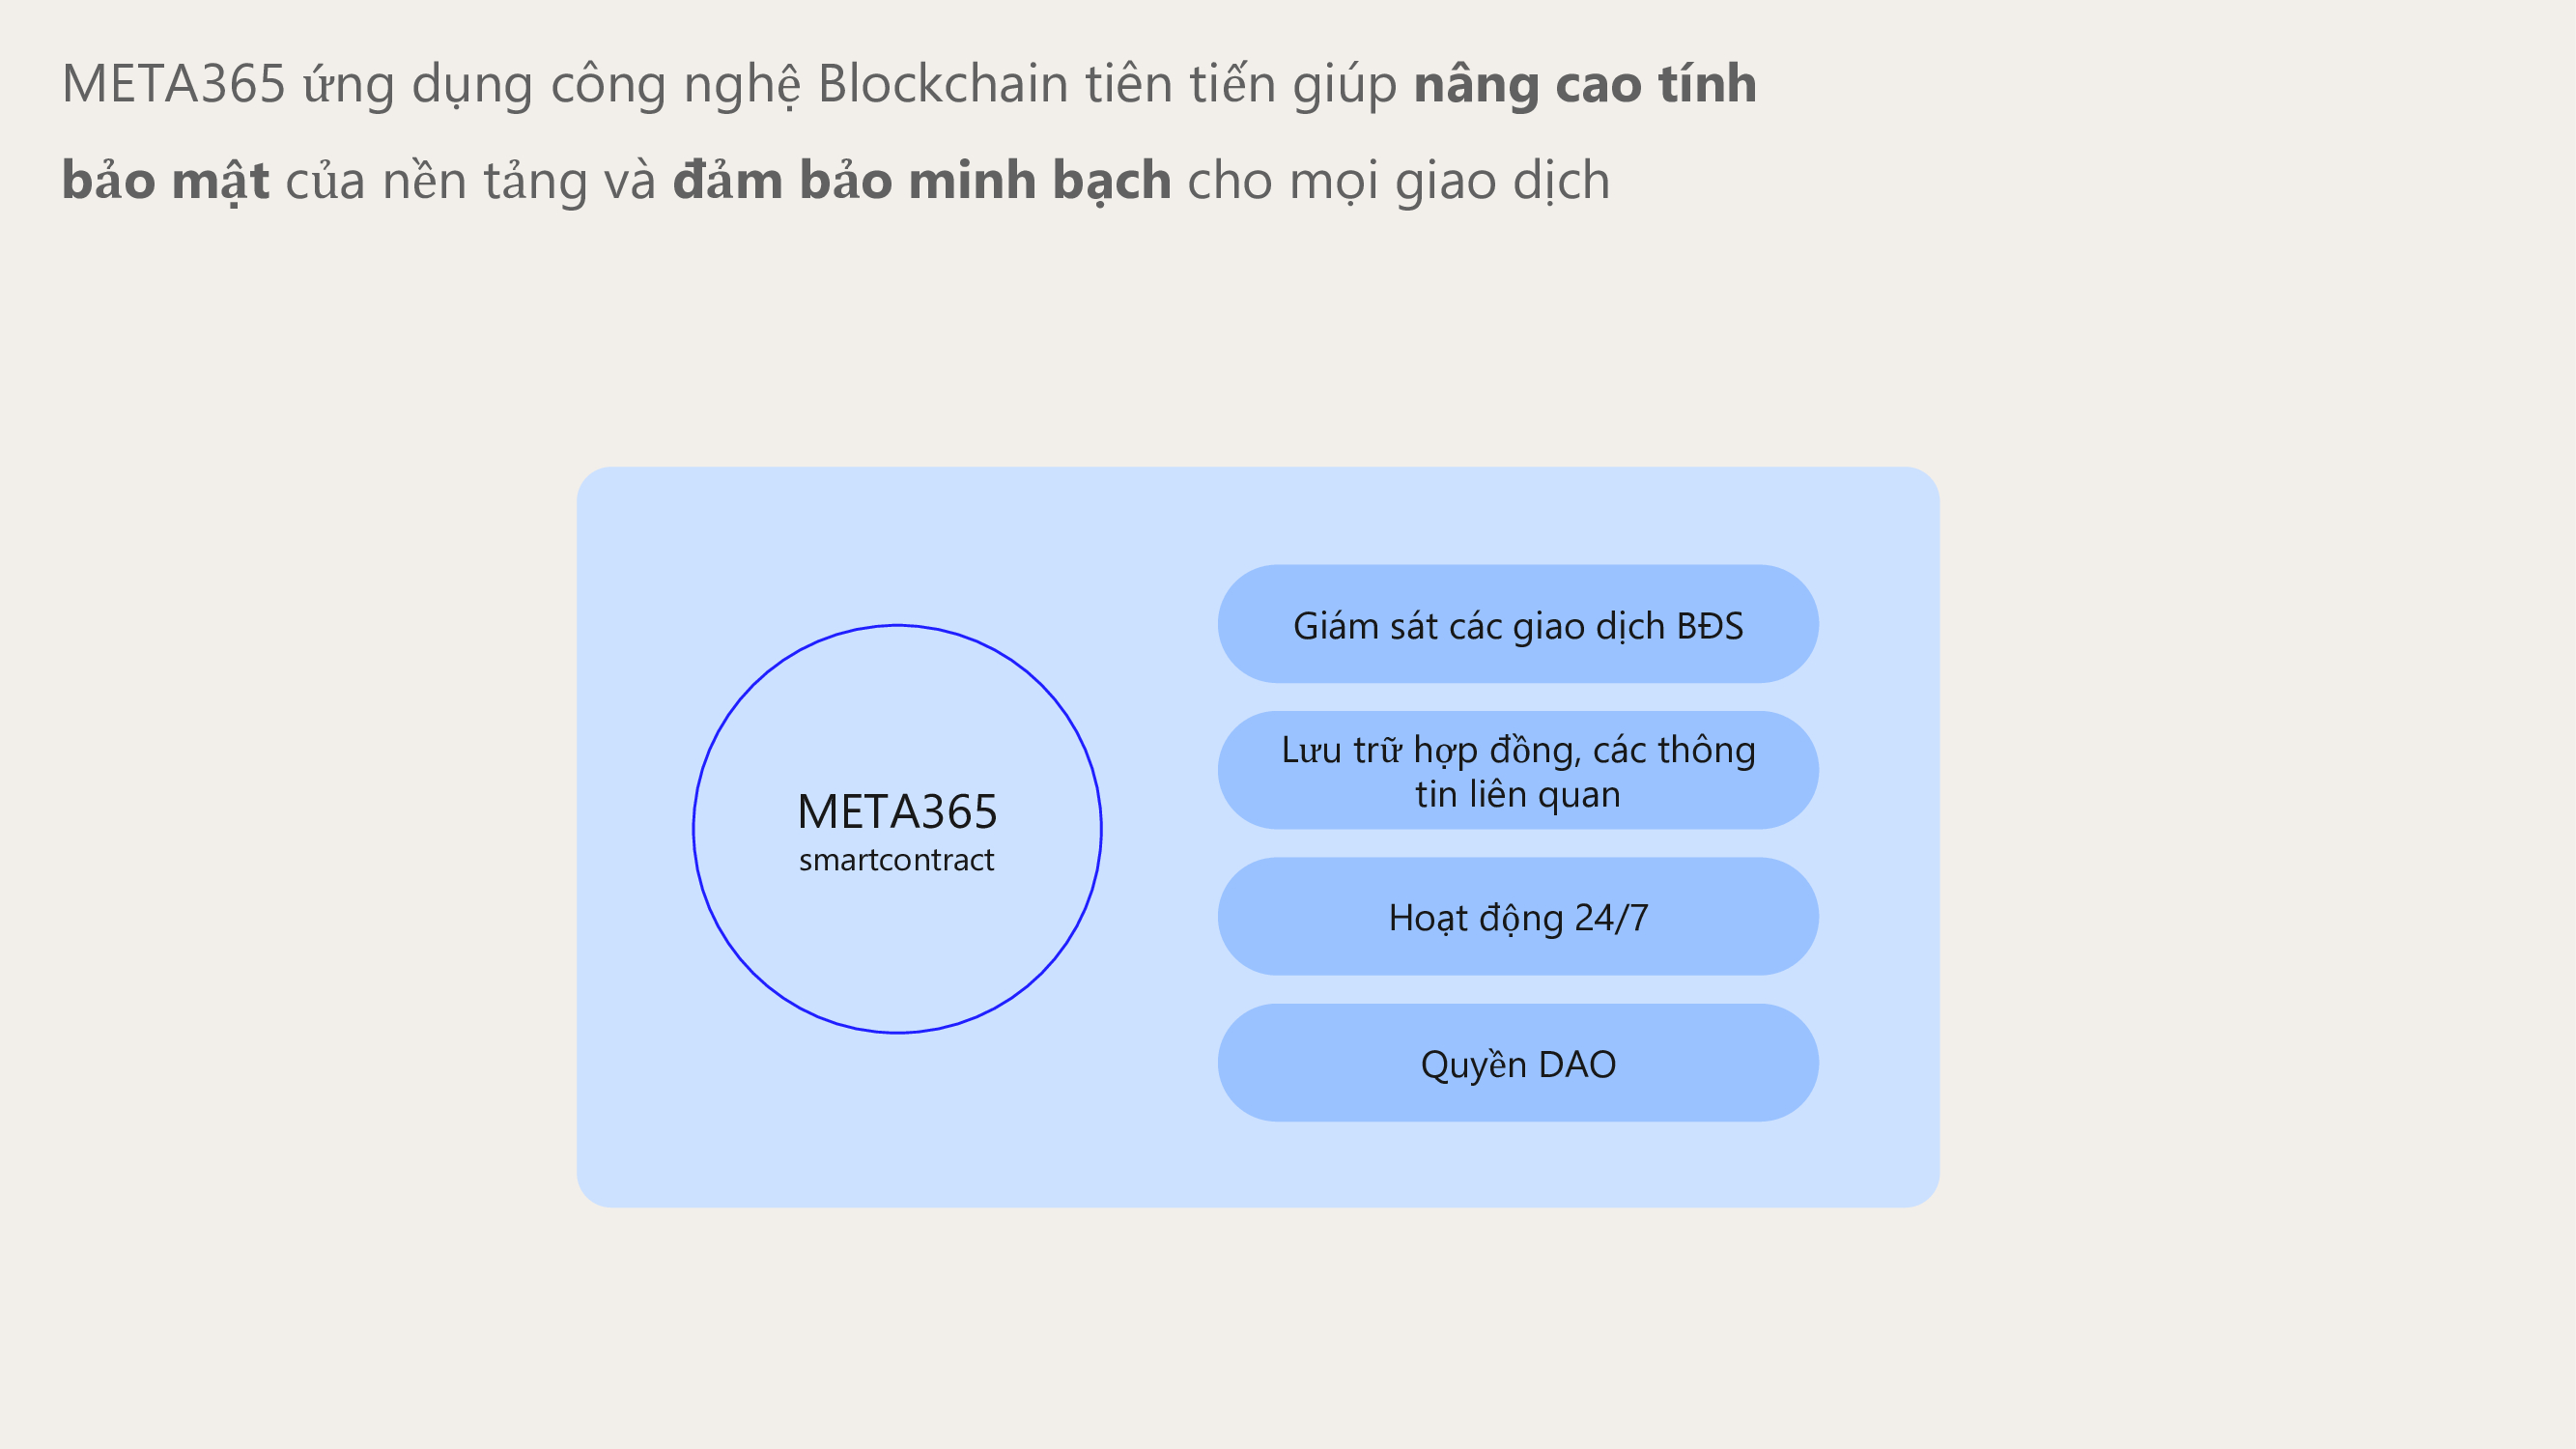 META365 ứng dụng công nghệ Blockchain tiên tiến giúp nâng cao tính
bảo mật của nền tảng và đảm bảo minh bạch cho mọi giao dịch
META365
smartcontract
Giám sát các giao dịch BĐS
Lưu trữ hợp đồng, các thông
tin liên quan
Hoạt động 24/7
Quyền DAO